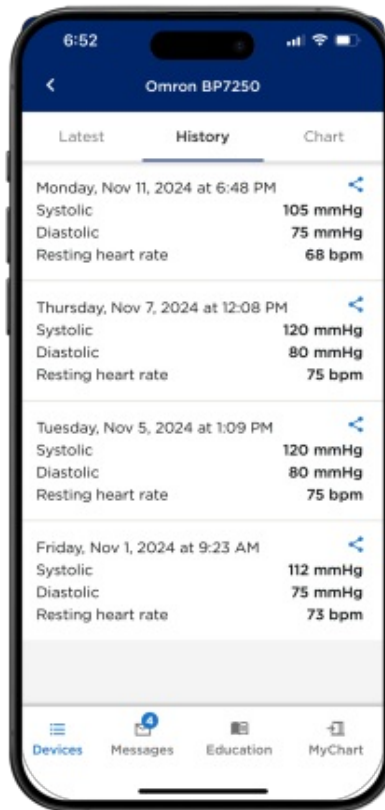 6:52
Omron BP7250
Latest History Chart
Monday, Nov 11, 2024 at 6:48 PM
Systolic 105 mmHg
Diastolic 75 mmHg
Resting heart rate 68 bpm
Thursday, Nov 7, 2024 at 12:08 PM
Systolic 120 mmHg
Diastolic 80 mmHg
Resting heart rate 75 bpm
Tuesday, Nov 5, 2024 at 1:09 PM
Systolic 120 mmHg
Diastolic 80 mmHg
Resting heart rate 75 bpm
Friday, Nov 1, 2024 at 9:23 AM
Systolic 112 mmHg
Diastolic 75 mmHg
Resting heart rate 73 bpm
4
Devices Messages Education MyChart